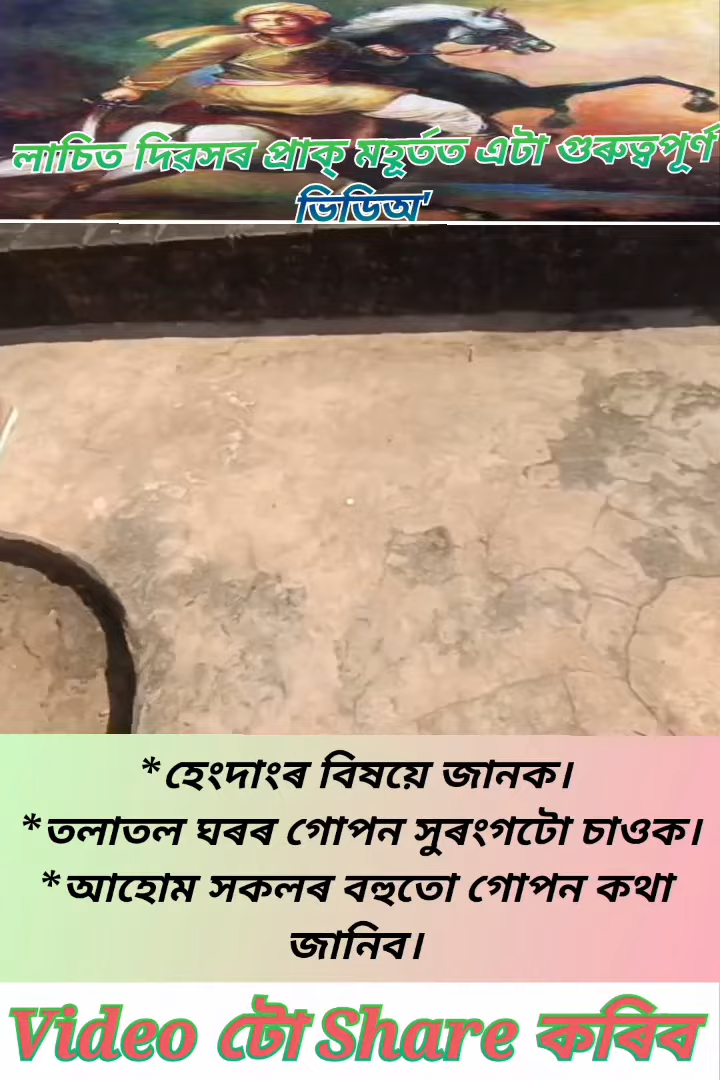 লাচিত দিৱসৰ প্ৰাক্ মহূৰ্তত এটা গুৰুত্বপূৰ্ণ
ভিডিঅ'
*হেংদাংৰ বিষয়ে জানক।
*তলাতল ঘৰৰ গোপন সুৰংগটো চাওক।
*আহোম সকলৰ বহুতো গোপন কথা
জানিব।
Video টো Share কৰিব